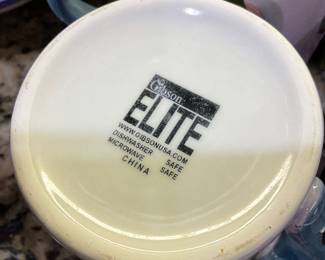 Gibson
ELITE
WWW.GIBSONUSA.COM
DISHWASHER SAFE
MICROWAVE SAFE
CHINA